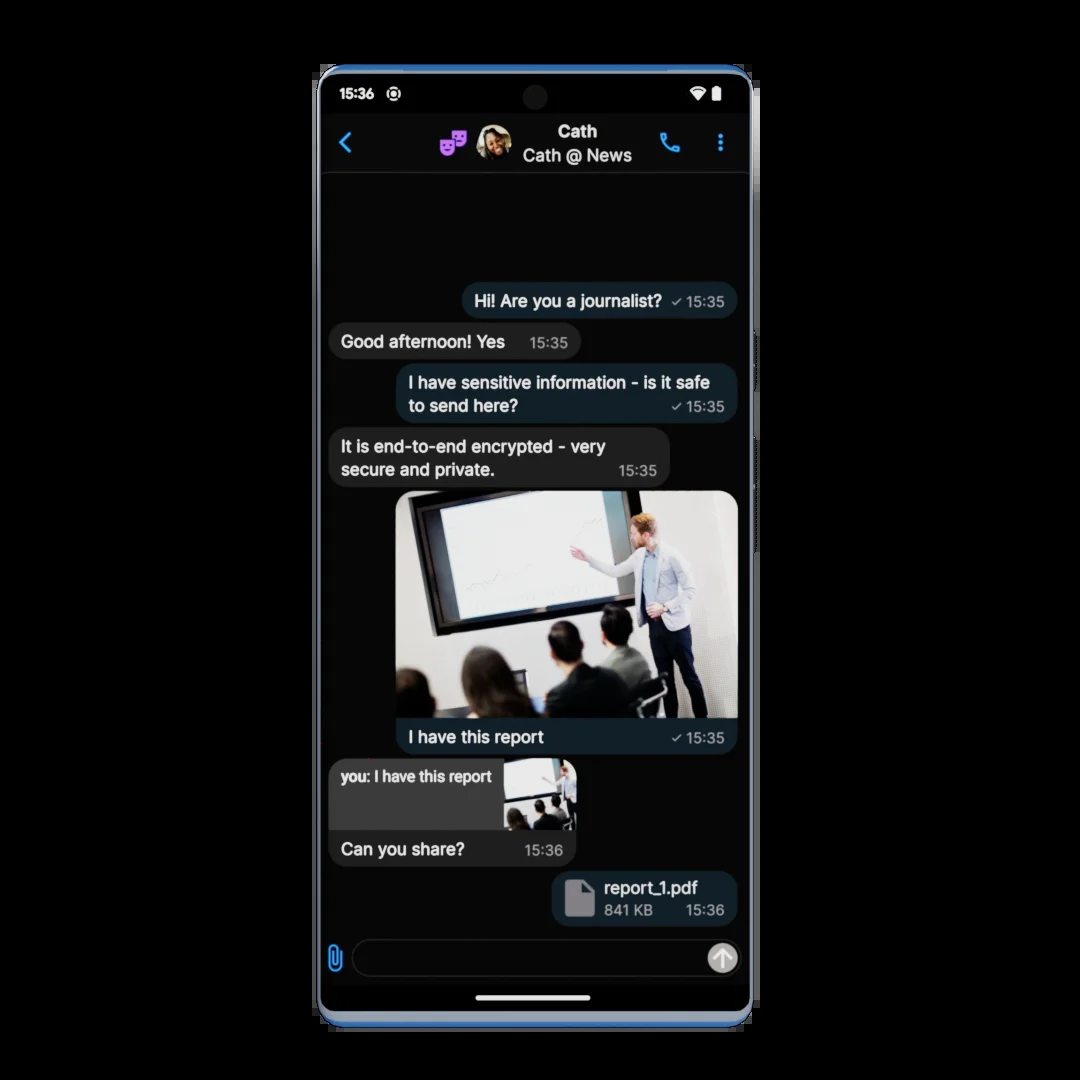 15:36
Cath
Cath @ News
Hi! Are you a journalist? ✓ 15:35
Good afternoon! Yes 15:35
I have sensitive information - is it safe
to send here? ✓ 15:35
It is end-to-end encrypted - very
secure and private. 15:35
I have this report ✓ 15:35
you: I have this report
Can you share? 15:36
report_1.pdf
841 KB 15:36